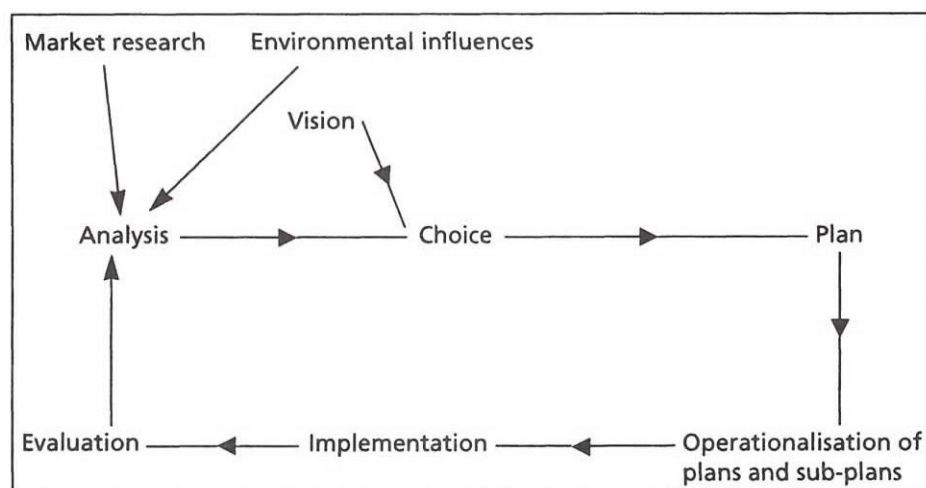 Market research
Environmental influences
Vision
Analysis
Choice
Plan
Evaluation
Implementation
Operationalisation of
plans and sub-plans